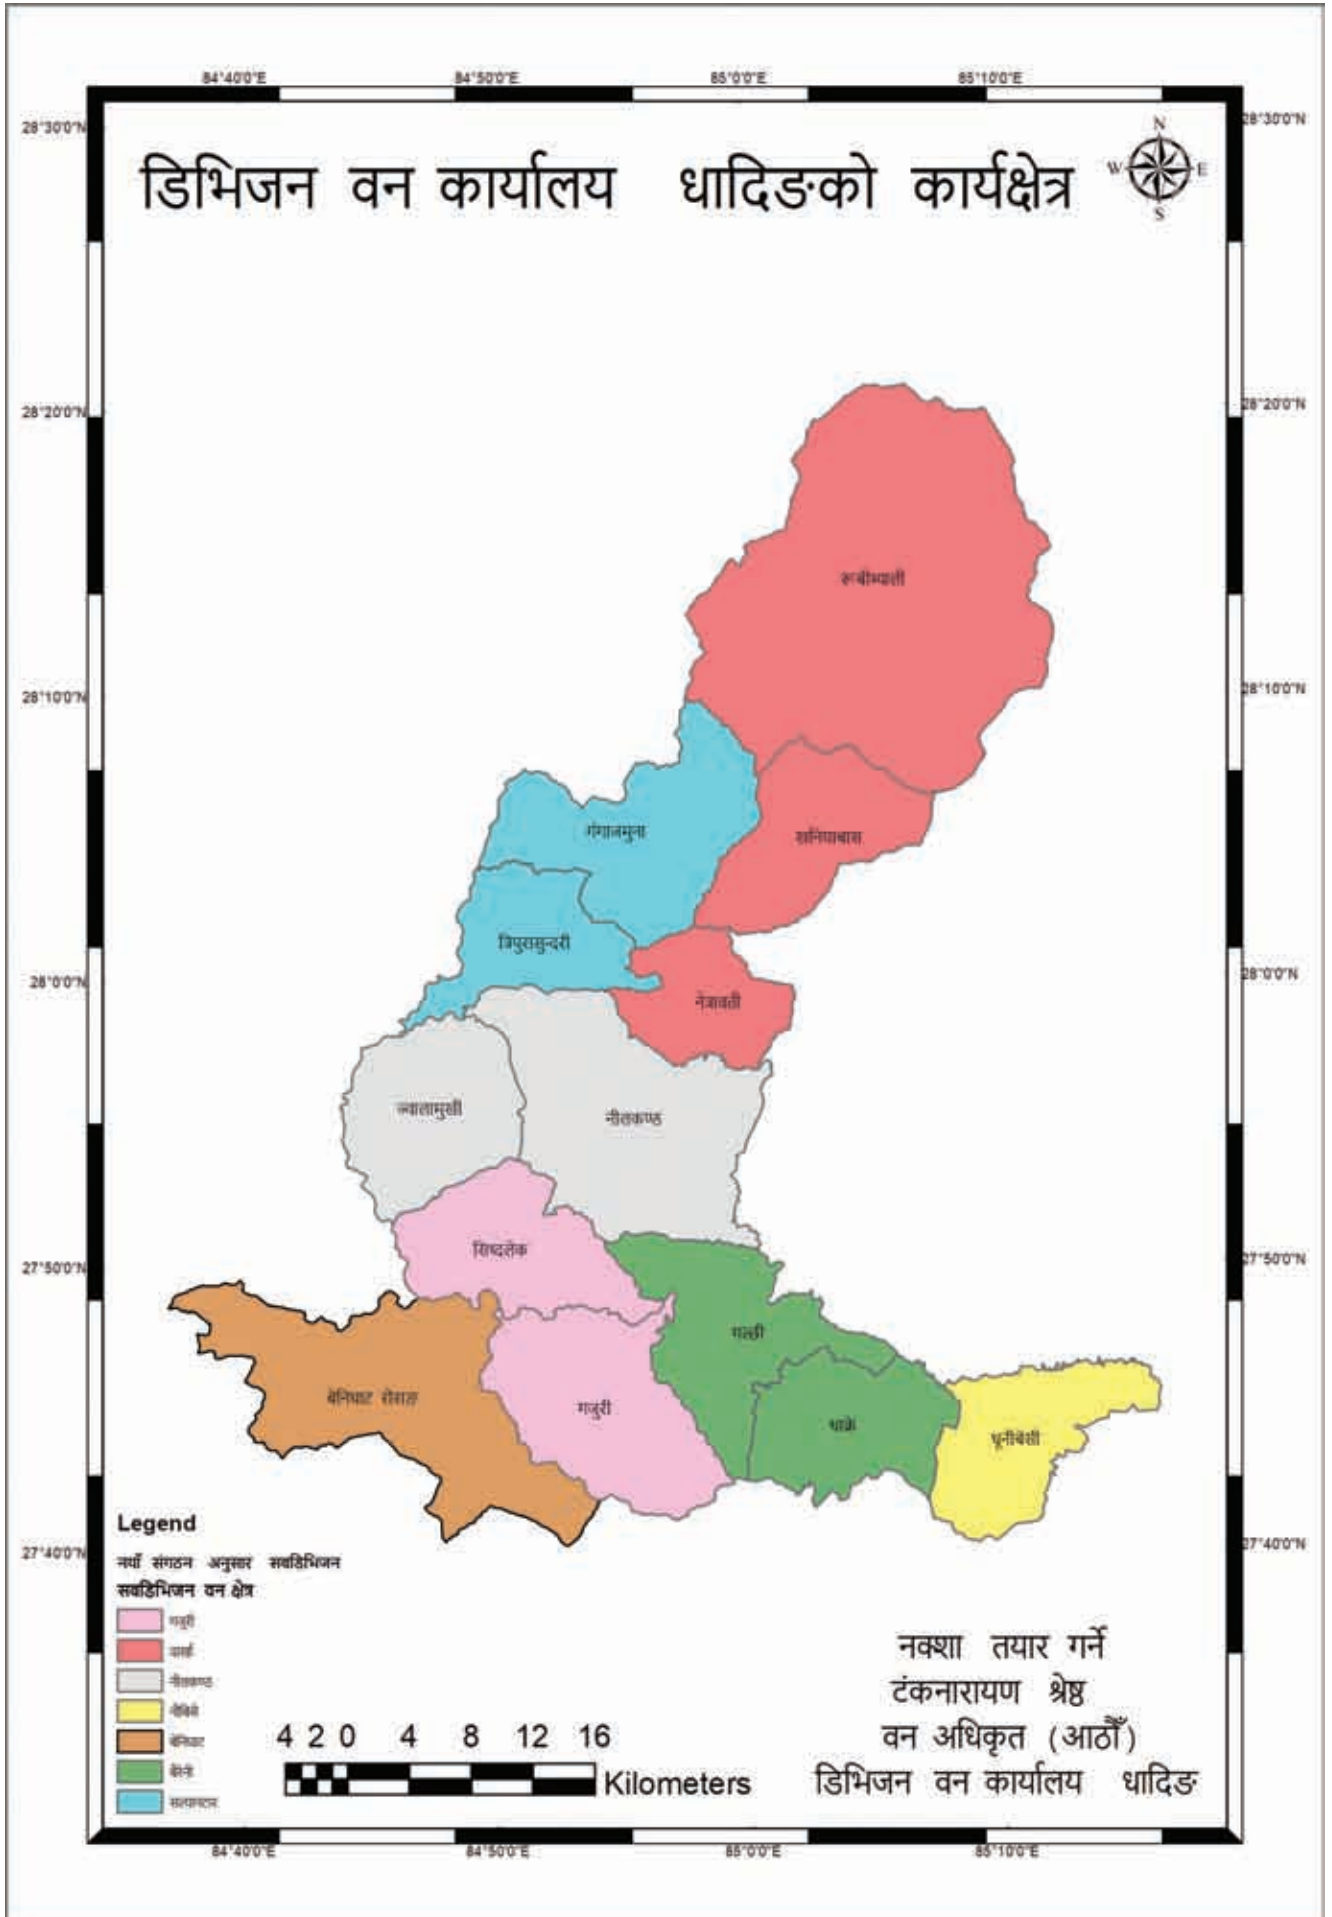 84°40'0"E 84°50'0"E 85°0'0"E 85°10'0"E
28°30'0"N 28°30'0"N
N
W E
S
डिभिजन वन कार्यालय धादिङको कार्यक्षेत्र
28°20'0"N 28°20'0"N
28°10'0"N 28°10'0"N
गंगाजमुना
त्रिपुरासुन्दरी
28°0'0"N 28°0'0"N
नेत्रावती
ज्वालामुखी
नीलकण्ठ
सिध्दलेक
27°50'0"N 27°50'0"N
गल्छी
बेनिघाट रोराङ
गजुरी
थाक्रे
धूनीबेसी
27°40'0"N 27°40'0"N
Legend
नयाँ संगठन अनुसार सवडिभिजन
सवडिभिजन वन क्षेत्र
गजुरी
नीलकण्ठ
बेनिघाट
4 2 0 4 8 12 16
Kilometers
नक्शा तयार गर्ने
टंकनारायण श्रेष्ठ
वन अधिकृत (आठौँ)
डिभिजन वन कार्यालय धादिङ
84°40'0"E 84°50'0"E 85°0'0"E 85°10'0"E